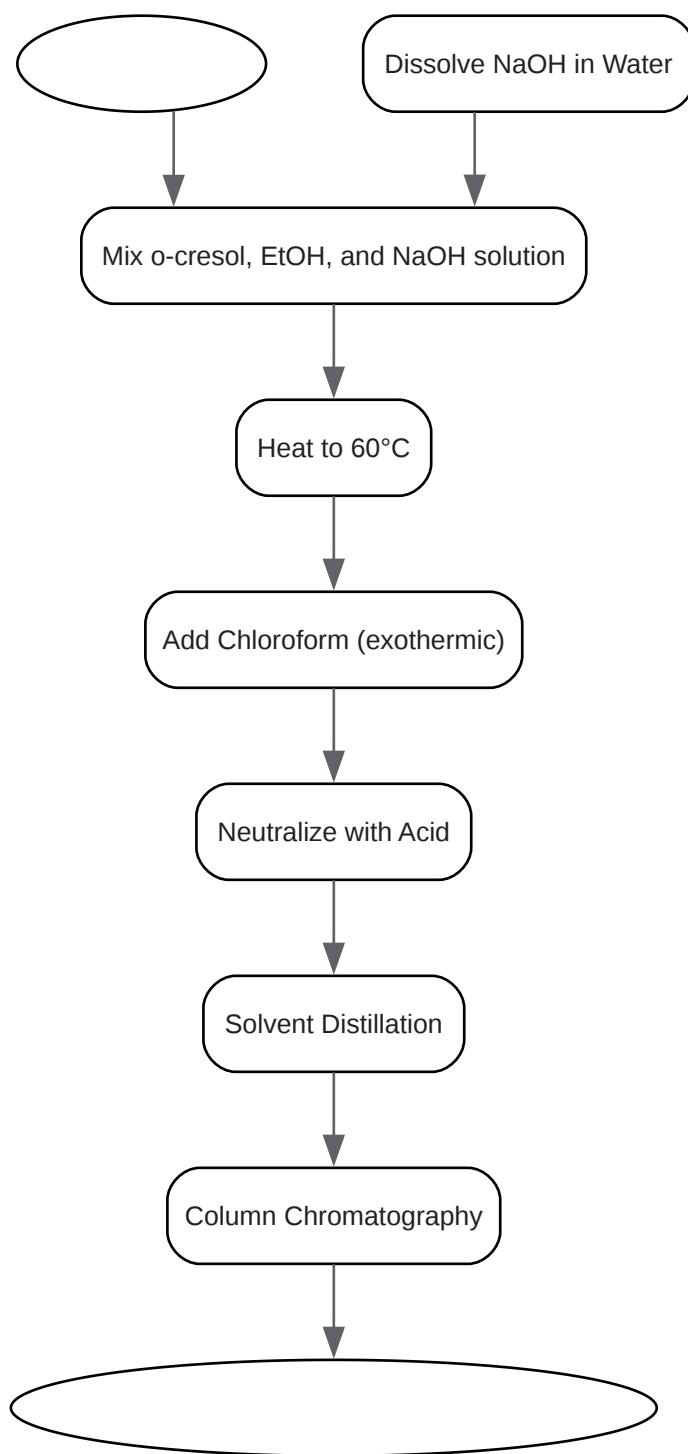 Dissolve NaOH in Water
Mix o-cresol, EtOH, and NaOH solution
Heat to 60°C
Add Chloroform (exothermic)
Neutralize with Acid
Solvent Distillation
Column Chromatography